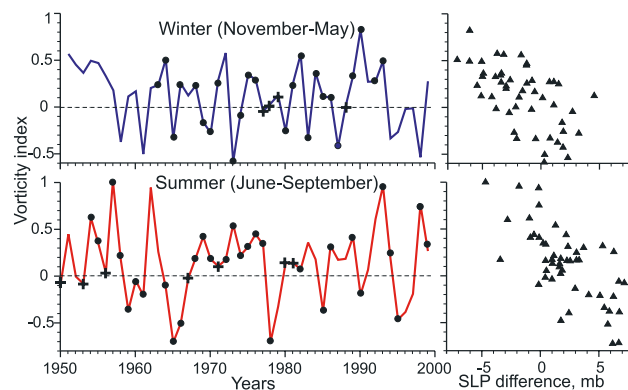 Winter (November-May)
1
0.5
0
-0.5
Vorticity index
Summer (June-September)
1
0.5
0
-0.5
1950 1960 1970 1980 1990 2000
-5 0 5
Years
SLP difference, mb